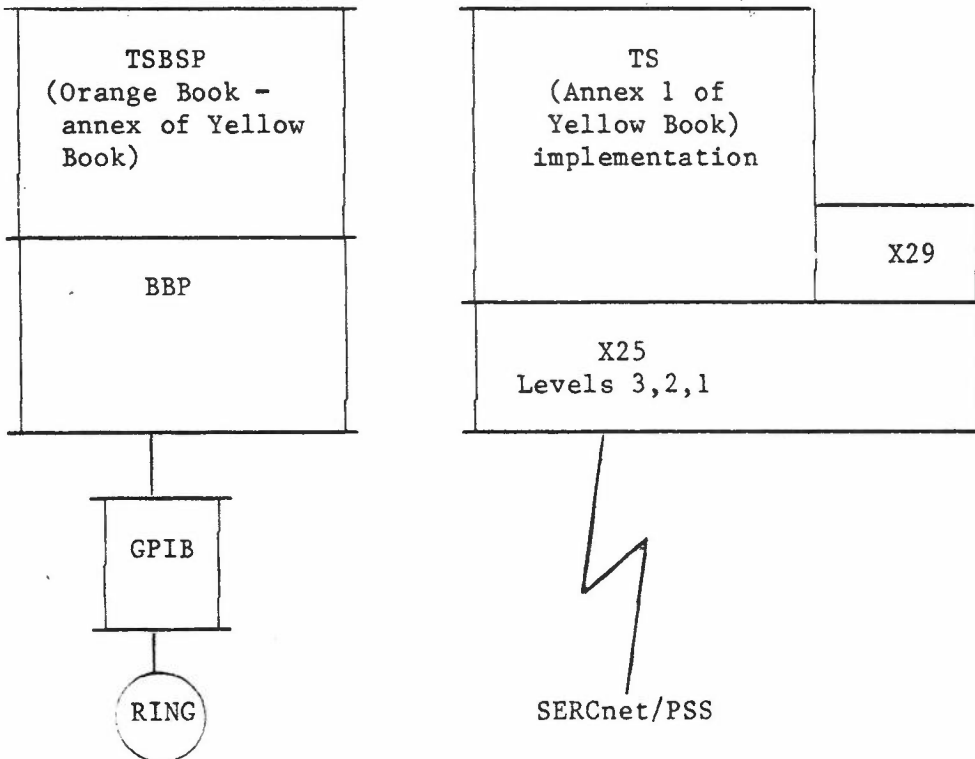 TSBSP
(Orange Book -
annex of Yellow
Book)
BBP
GPIB
RING
TS
(Annex 1 of
Yellow Book)
implementation
X29
X25
Levels 3,2,1
SERCnet/PSS